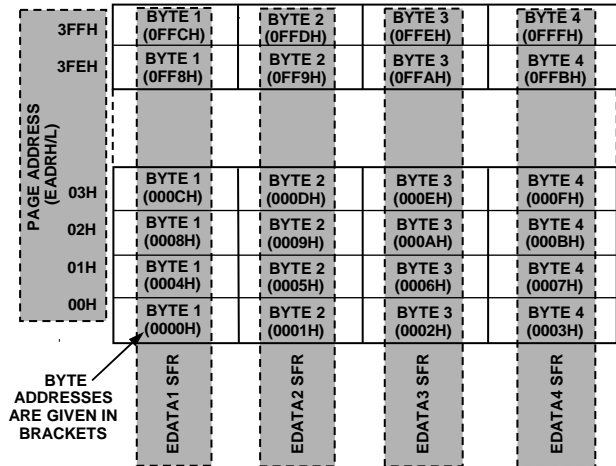 3FFH
BYTE 1 BYTE 2 BYTE 3 BYTE 4
(0FFCH) (0FFDH) (0FFEH) (0FFFH)
3FEH
BYTE 1 BYTE 2 BYTE 3 BYTE 4
(0FF8H) (0FF9H) (0FFAH) (0FFBH)
PAGE ADDRESS
(EADRH/L)
03H
BYTE 1 BYTE 2 BYTE 3 BYTE 4
(000CH) (000DH) (000EH) (000FH)
02H
BYTE 1 BYTE 2 BYTE 3 BYTE 4
(0008H) (0009H) (000AH) (000BH)
01H
BYTE 1 BYTE 2 BYTE 3 BYTE 4
(0004H) (0005H) (0006H) (0007H)
00H
BYTE 1 BYTE 2 BYTE 3 BYTE 4
(0000H) (0001H) (0002H) (0003H)
BYTE
ADDRESSES
ARE GIVEN IN
BRACKETS
EDATA1 SFR
EDATA2 SFR
EDATA3 SFR
EDATA4 SFR